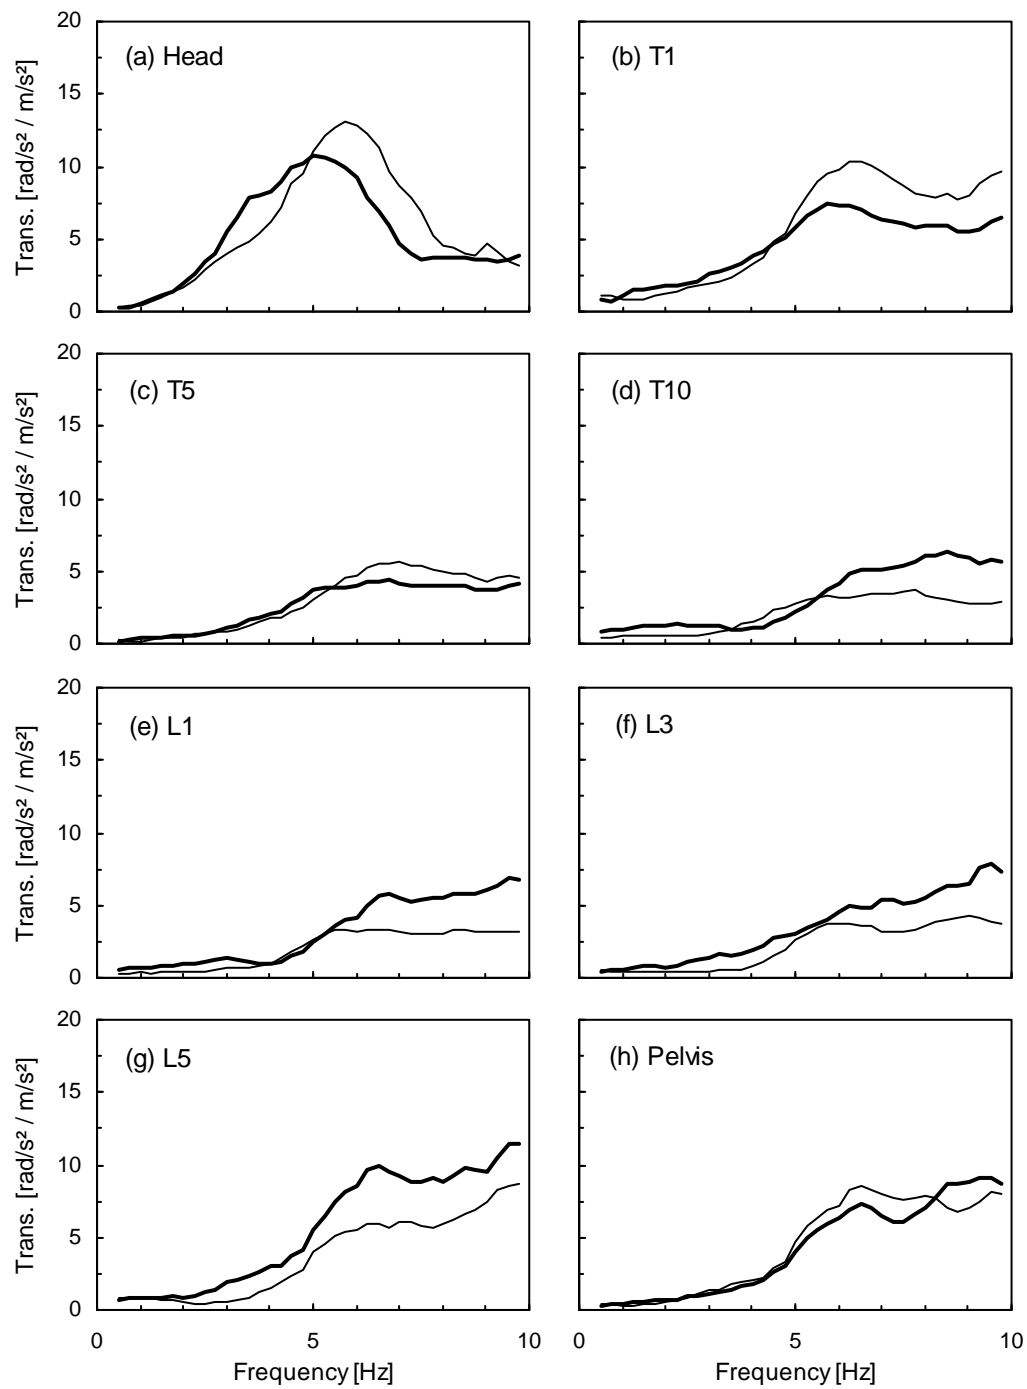 20
15
10
5
0
Trans. [rad/s² / m/s²]
(a) Head
(b) T1
20
15
10
5
0
Trans. [rad/s² / m/s²]
(c) T5
(d) T10
20
15
10
5
0
Trans. [rad/s² / m/s²]
(e) L1
(f) L3
20
15
10
5
0
Trans. [rad/s² / m/s²]
(g) L5
(h) Pelvis
0 5 10
0 5 10
Frequency [Hz]
Frequency [Hz]